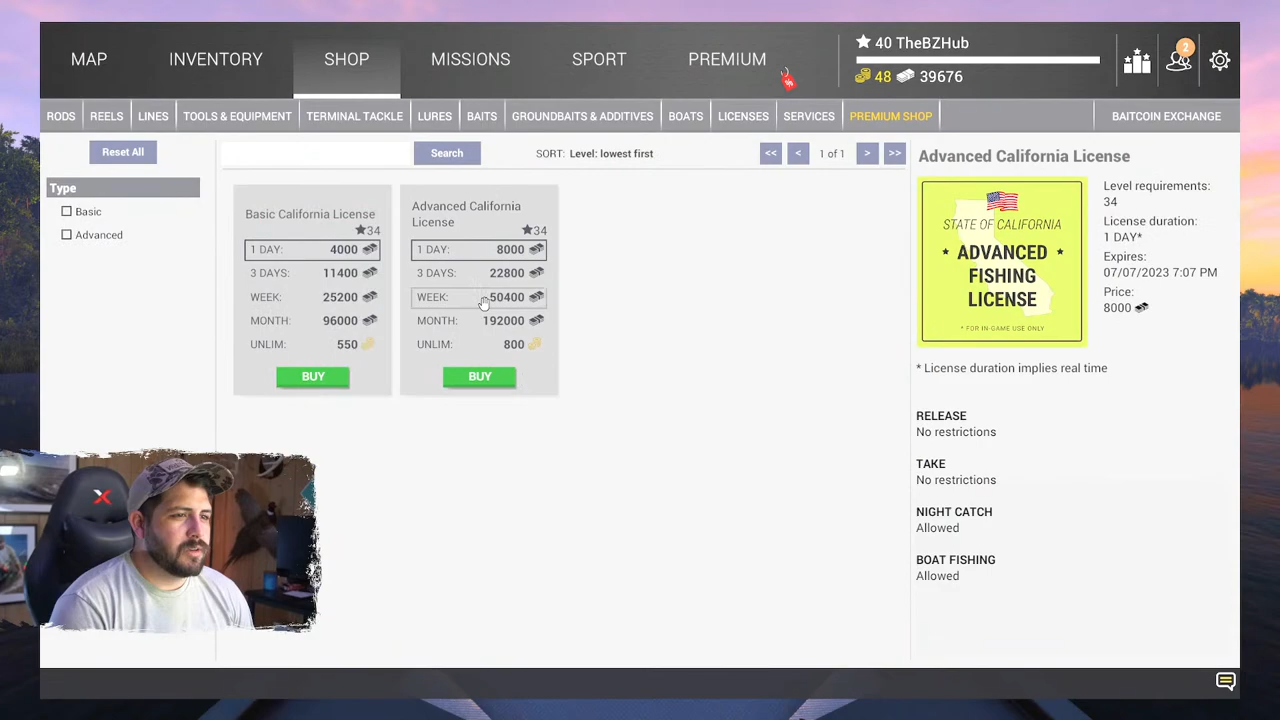 MAP INVENTORY SHOP MISSIONS SPORT PREMIUM
%
40 TheBZHub
48 39676
2
RODS REELS LINES TOOLS & EQUIPMENT TERMINAL TACKLE LURES BAITS GROUNDBAITS & ADDITIVES BOATS LICENSES SERVICES PREMIUM SHOP BAITCOIN EXCHANGE
Reset All
Search
SORT: Level: lowest first
<< < 1 of 1 > >>
Type
Basic
Advanced
Basic California License
34
1 DAY: 4000
3 DAYS: 11400
WEEK: 25200
MONTH: 96000
UNLIM: 550
BUY
Advanced California
License
34
1 DAY: 8000
3 DAYS: 22800
WEEK: 50400
MONTH: 192000
UNLIM: 800
BUY
Advanced California License
STATE OF CALIFORNIA
ADVANCED
FISHING
LICENSE
* FOR IN-GAME USE ONLY
Level requirements:
34
License duration:
1 DAY*
Expires:
07/07/2023 7:07 PM
Price:
8000
* License duration implies real time
RELEASE
No restrictions
TAKE
No restrictions
NIGHT CATCH
Allowed
BOAT FISHING
Allowed